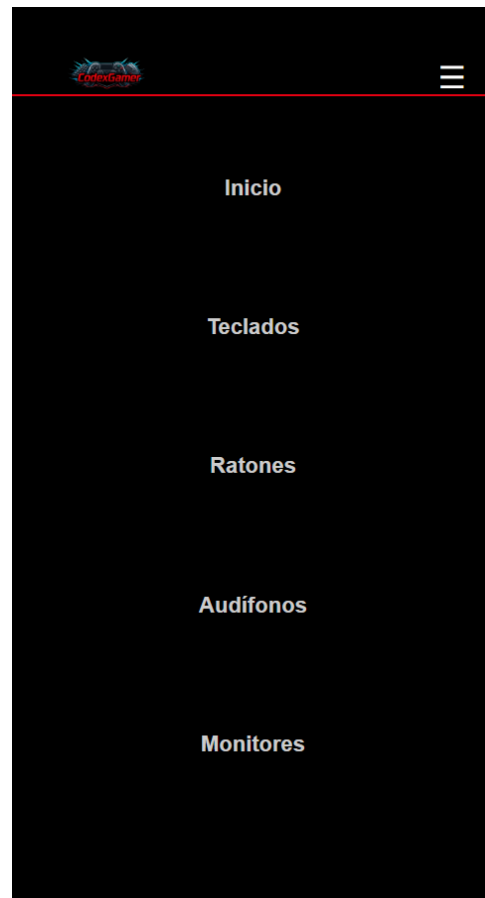 CodexGamer
Inicio
Teclados
Ratones
Audífonos
Monitores